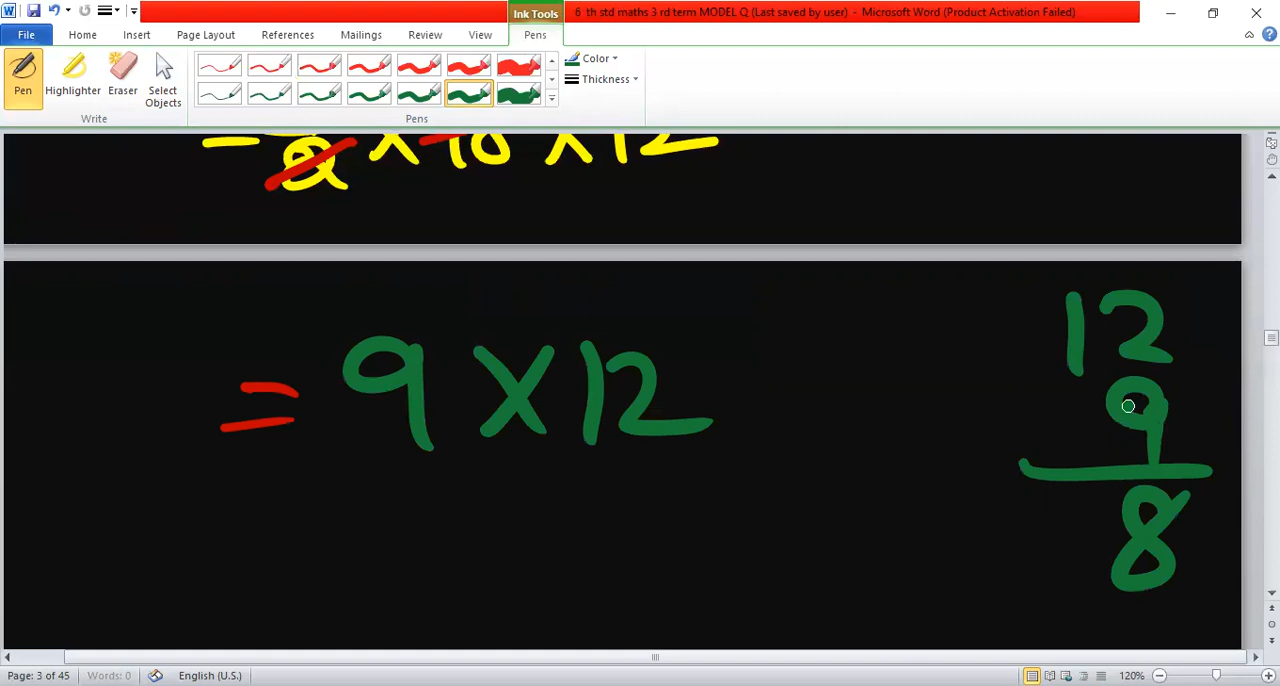 Ink Tools
6 th std maths 3 rd term MODEL Q (Last saved by user) - Microsoft Word (Product Activation Failed)
File Home Insert Page Layout References Mailings Review View Pens
Pen Highlighter Eraser Select Objects
Color
Thickness
Write Pens
× 10 × 12
= 9 × 12
12
9
8
Page: 3 of 45 Words: 0 English (U.S.) 120%